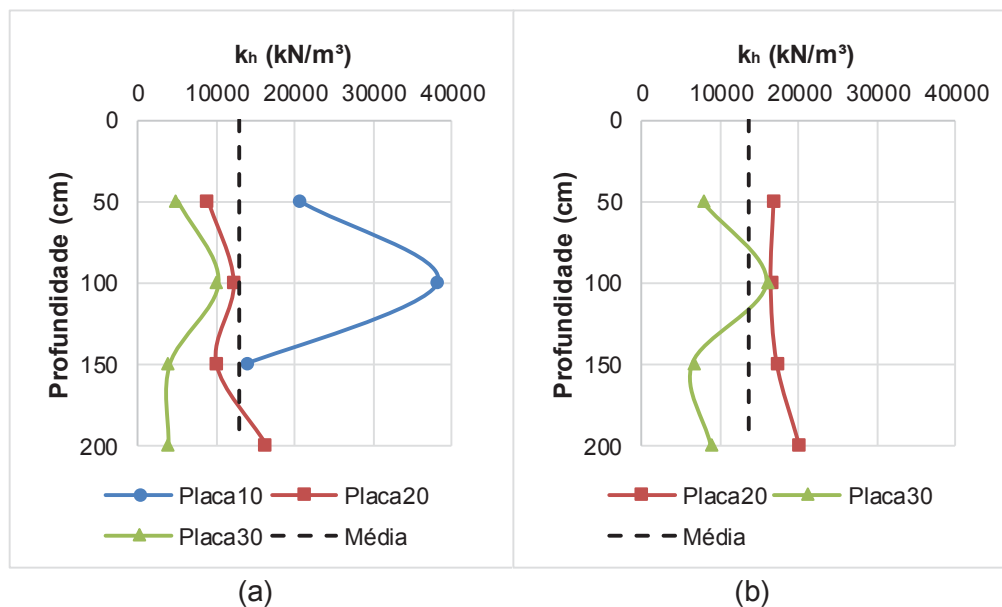 kh (kN/m³)
0 10000 20000 30000 40000
Profundidade (cm)
0
50
100
150
200
Placa10 Placa20
Placa30 Média
(a)
kh (kN/m³)
0 10000 20000 30000 40000
Profundidade (cm)
0
50
100
150
200
Placa20 Placa30
Média
(b)